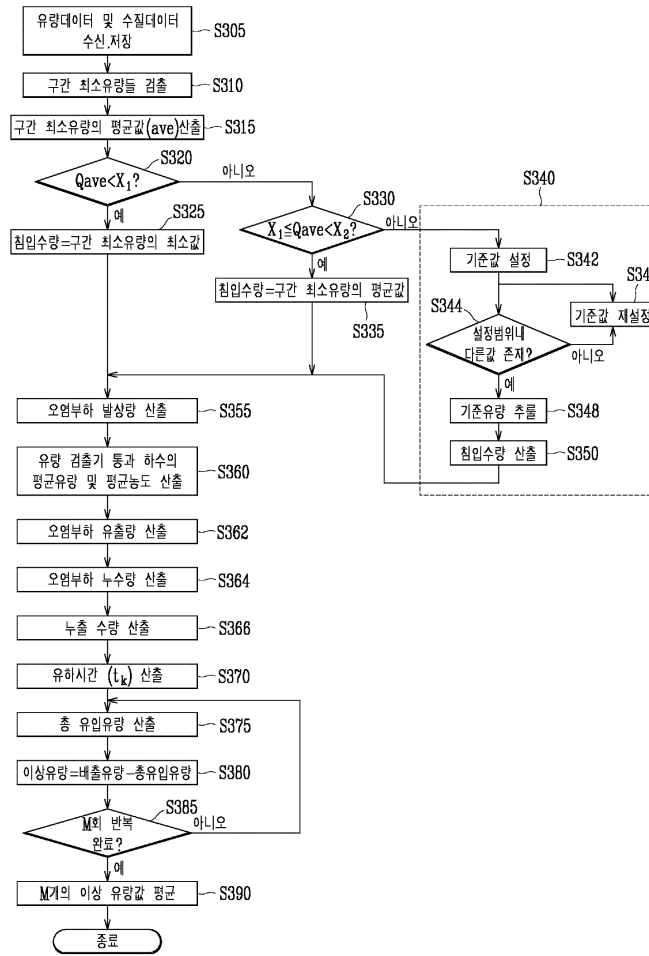 유량데이터 및 수질데이터
수신.저장
S305
구간 최소유량들 검출
S310
구간 최소유량의 평균값(ave)산출
S315
S320
Qave<X₁?
아니오
예
S325
침입수량=구간 최소유량의 최소값
S330
X₁≦Qave<X₂?
아니오
예
침입수량=구간 최소유량의 평균값
S335
S340
기준값 설정
S342
S344
설정범위내
다른값 존재?
아니오
예
S34
기준값 재설정
기준유량 추출
S348
침입수량 산출
S350
오염부하 발생량 산출
S355
유량 검출기 통과 하수의
평균유량 및 평균농도 산출
S360
오염부하 유출량 산출
S362
오염부하 누수량 산출
S364
누출 수량 산출
S366
유하시간 (tₖ) 산출
S370
총 유입유량 산출
S375
이상유량=배출유량-총유입유량
S380
S385
M회 반복
완료?
아니오
예
M개의 이상 유량값 평균
S390
종료